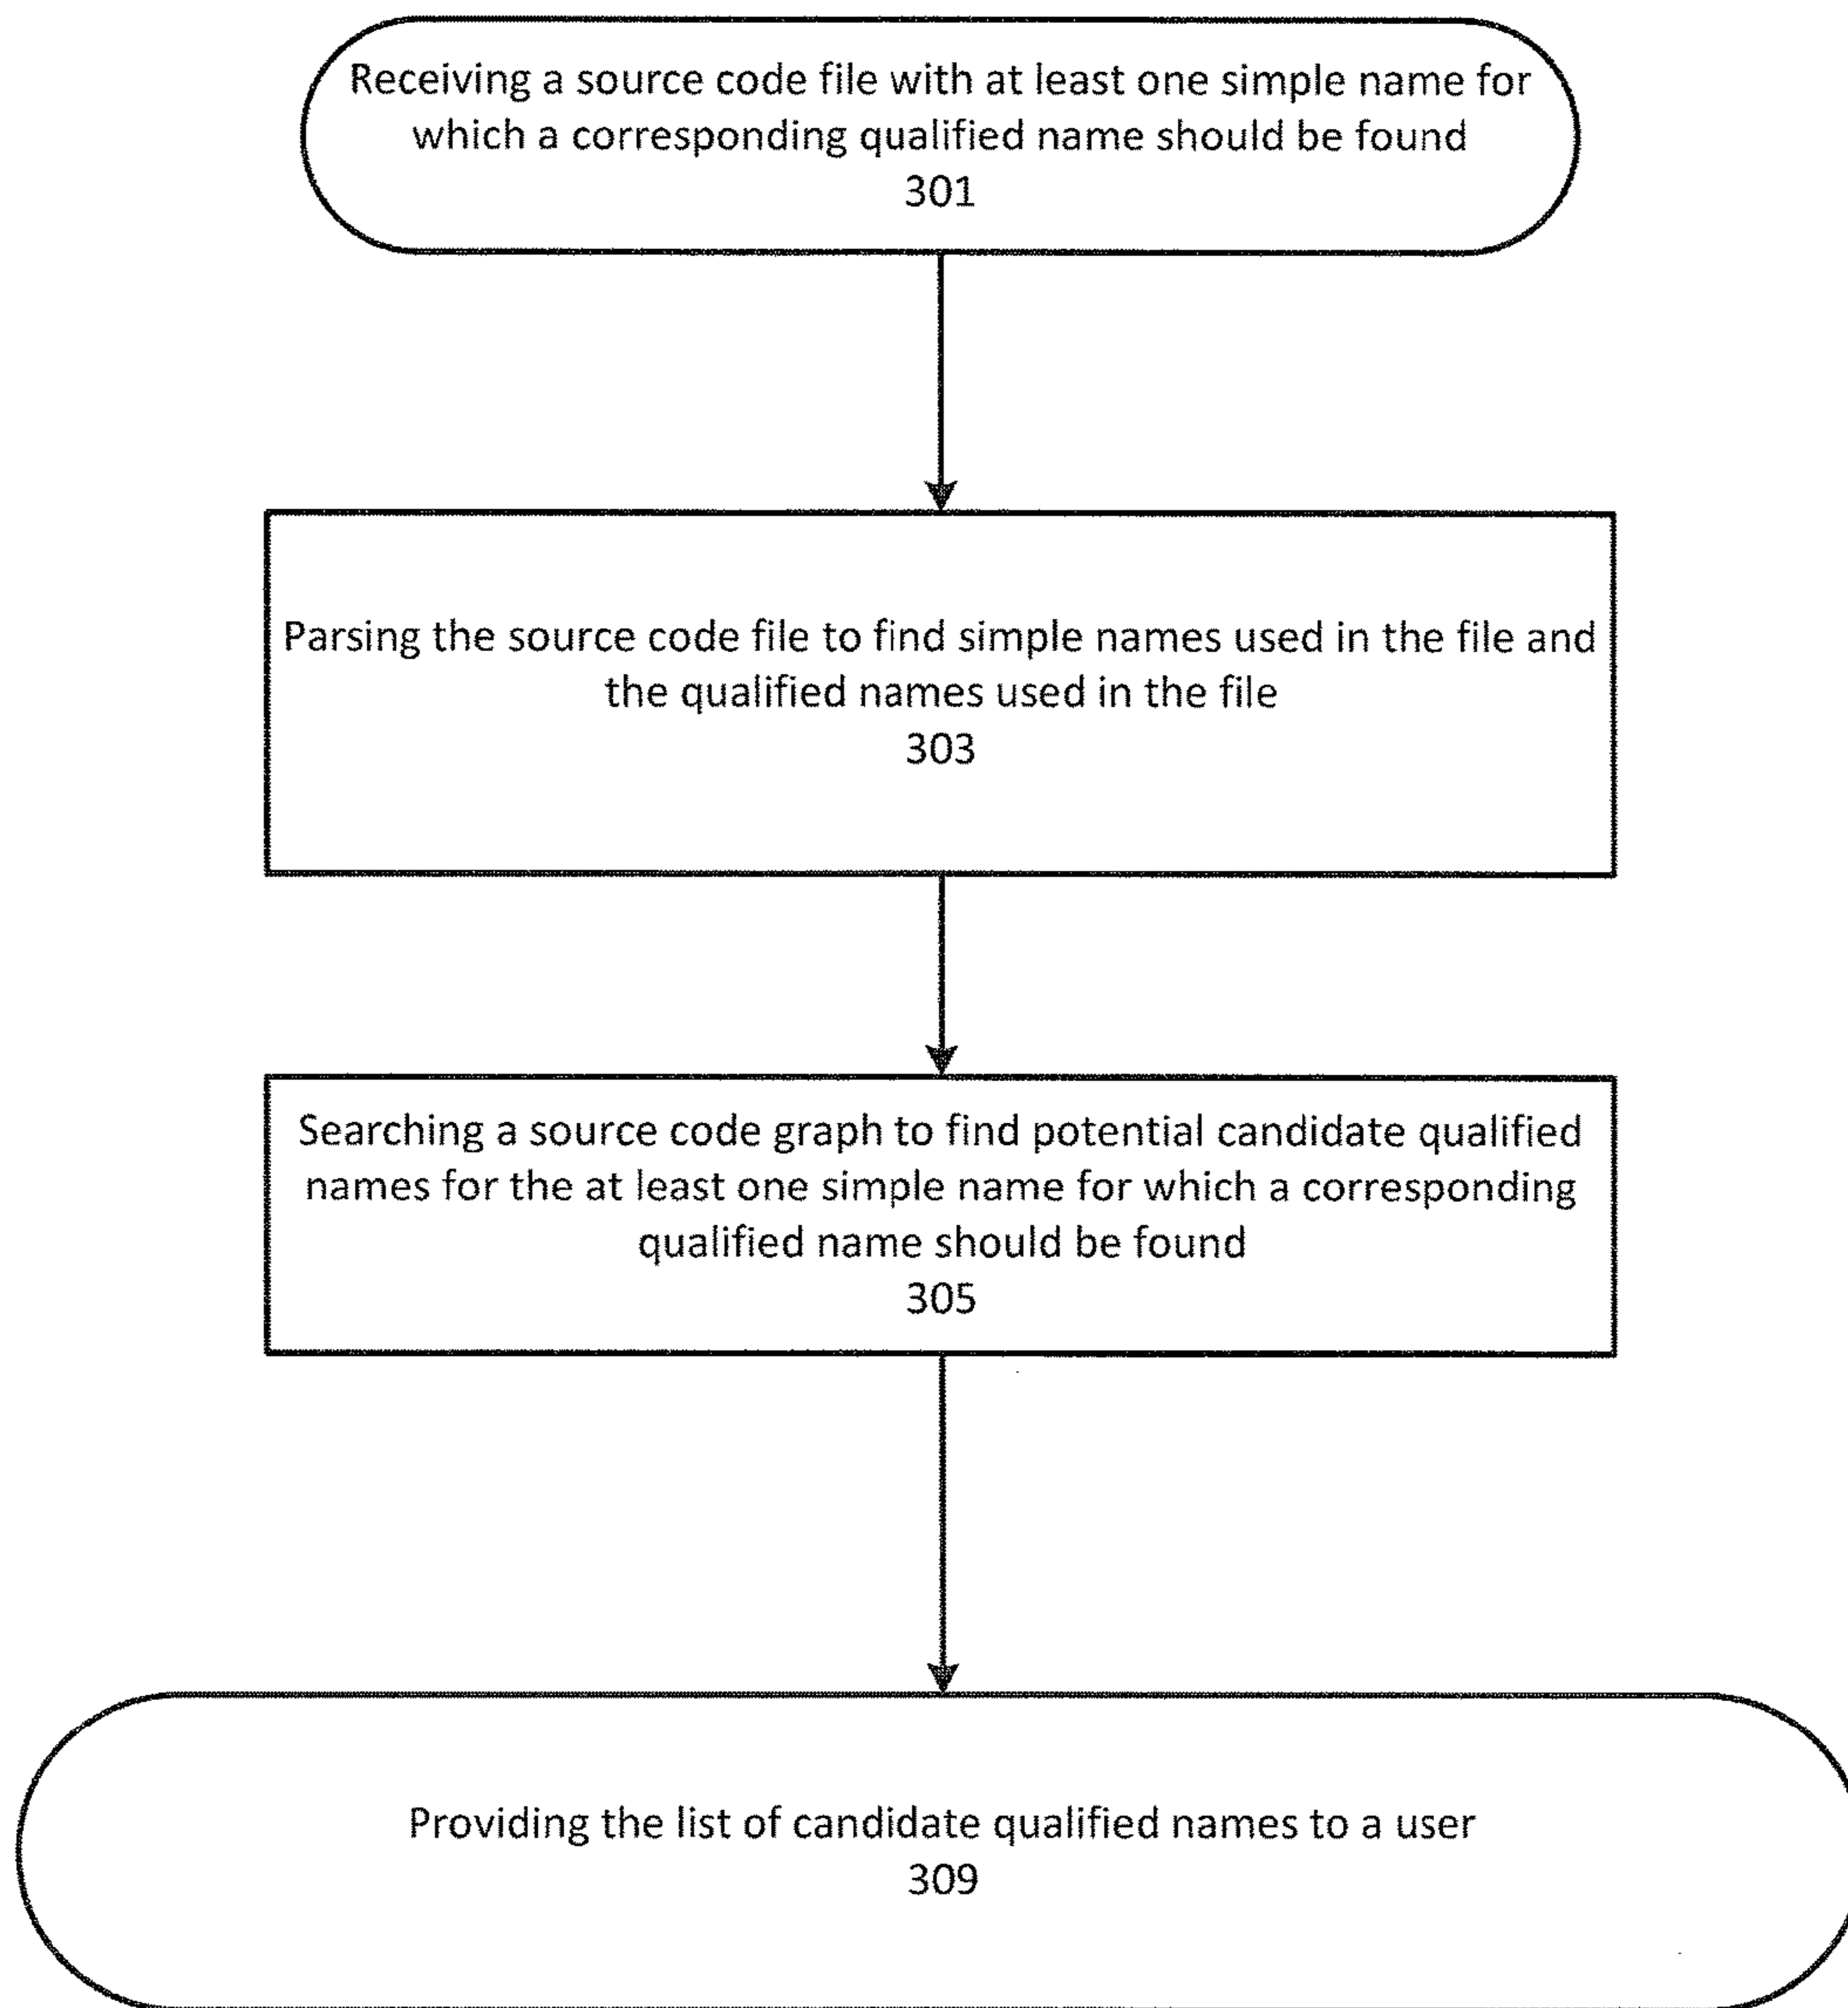 Receiving a source code file with at least one simple name for
which a corresponding qualified name should be found
301
Parsing the source code file to find simple names used in the file and
the qualified names used in the file
303
Searching a source code graph to find potential candidate qualified
names for the at least one simple name for which a corresponding
qualified name should be found
305
Providing the list of candidate qualified names to a user
309